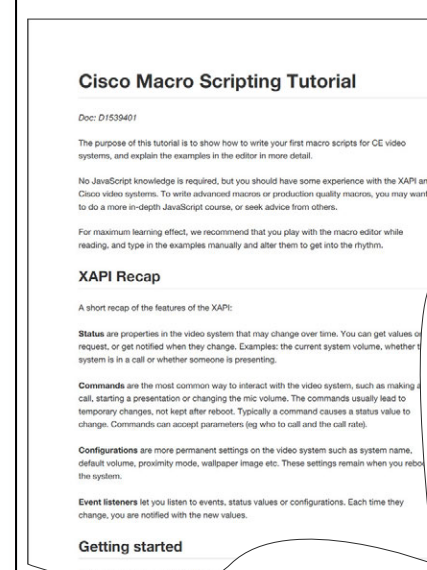 Cisco Macro Scripting Tutorial
Doc: D1539401
The purpose of this tutorial is to show how to write your first macro scripts for CE video
systems, and explain the examples in the editor in more detail.
No JavaScript knowledge is required, but you should have some experience with the XAPI an
Cisco video systems. To write advanced macros or production quality macros, you may want
to do a more in-depth JavaScript course, or seek advice from others.
For maximum learning effect, we recommend that you play with the macro editor while
reading, and type in the examples manually and alter them to get into the rhythm.
XAPI Recap
A short recap of the features of the XAPI:
Status are properties in the video system that may change over time. You can get values o
request, or get notified when they change. Examples: the current system volume, whether t
system is in a call or whether someone is presenting.
Commands are the most common way to interact with the video system, such as making a
call, starting a presentation or changing the mic volume. The commands usually lead to
temporary changes, not kept after reboot. Typically a command causes a status value to
change. Commands can accept parameters (eg who to call and the call rate).
Configurations are more permanent settings on the video system such as system name,
default volume, proximity mode, wallpaper image etc. These settings remain when you reboo
the system.
Event listeners let you listen to events, status values or configurations. Each time they
change, you are notified with the new values.
Getting started